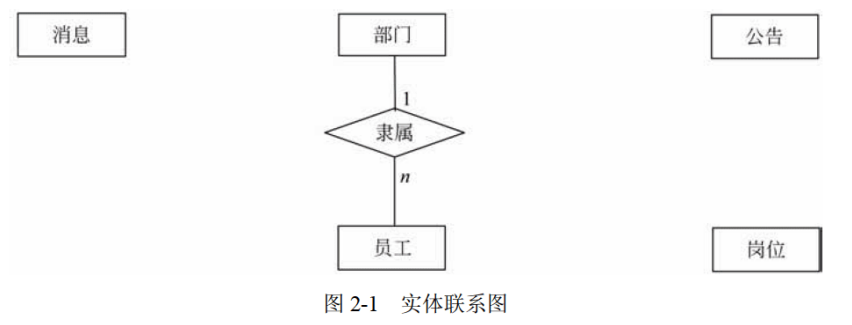 消息 部门 公告
1
隶属
n
员工 岗位
图 2-1 实体联系图